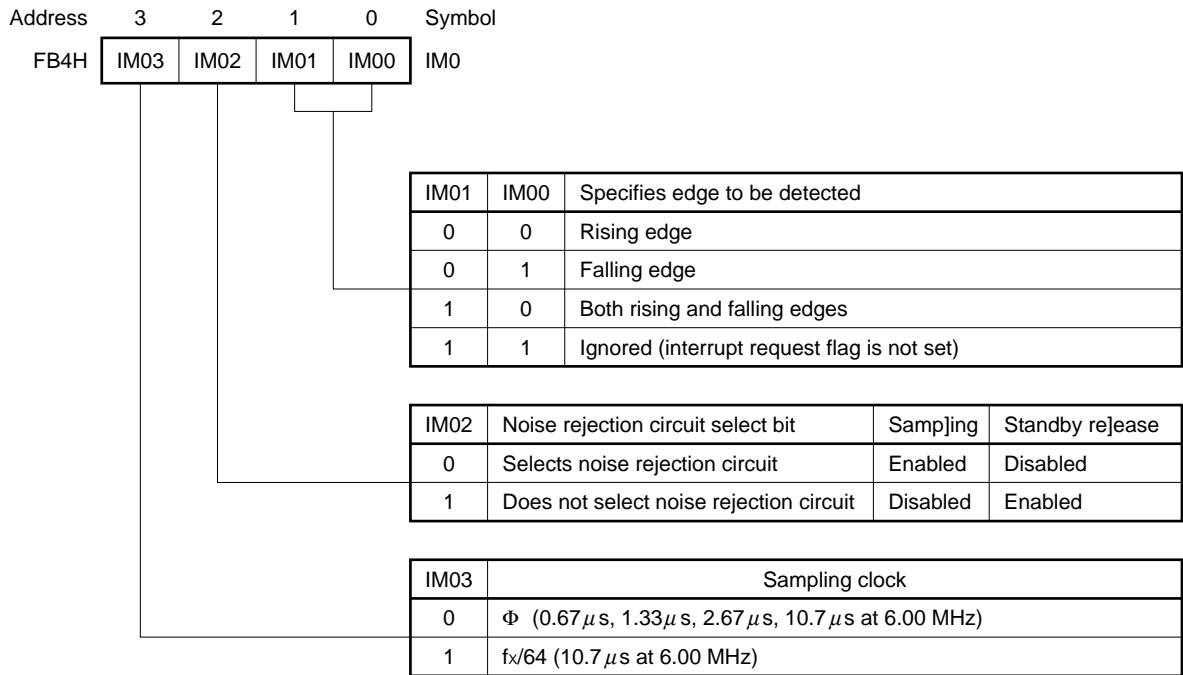 Address 3 2 1 0 Symbol
FB4H IM03 IM02 IM01 IM00 IM0
IM01 IM00 Specifies edge to be detected
0 0 Rising edge
0 1 Falling edge
1 0 Both rising and falling edges
1 1 Ignored (interrupt request flag is not set)
IM02 Noise rejection circuit select bit Samp]ing Standby re]ease
0 Selects noise rejection circuit Enabled Disabled
1 Does not select noise rejection circuit Disabled Enabled
IM03 Sampling clock
0 Φ (0.67μs, 1.33μs, 2.67μs, 10.7μs at 6.00 MHz)
1 fx/64 (10.7μs at 6.00 MHz)